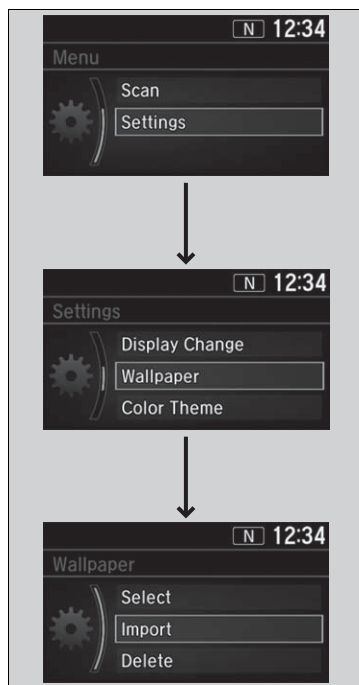 N 12:34
Menu
Scan
Settings
N 12:34
Settings
Display Change
Wallpaper
Color Theme
N 12:34
Wallpaper
Select
Import
Delete